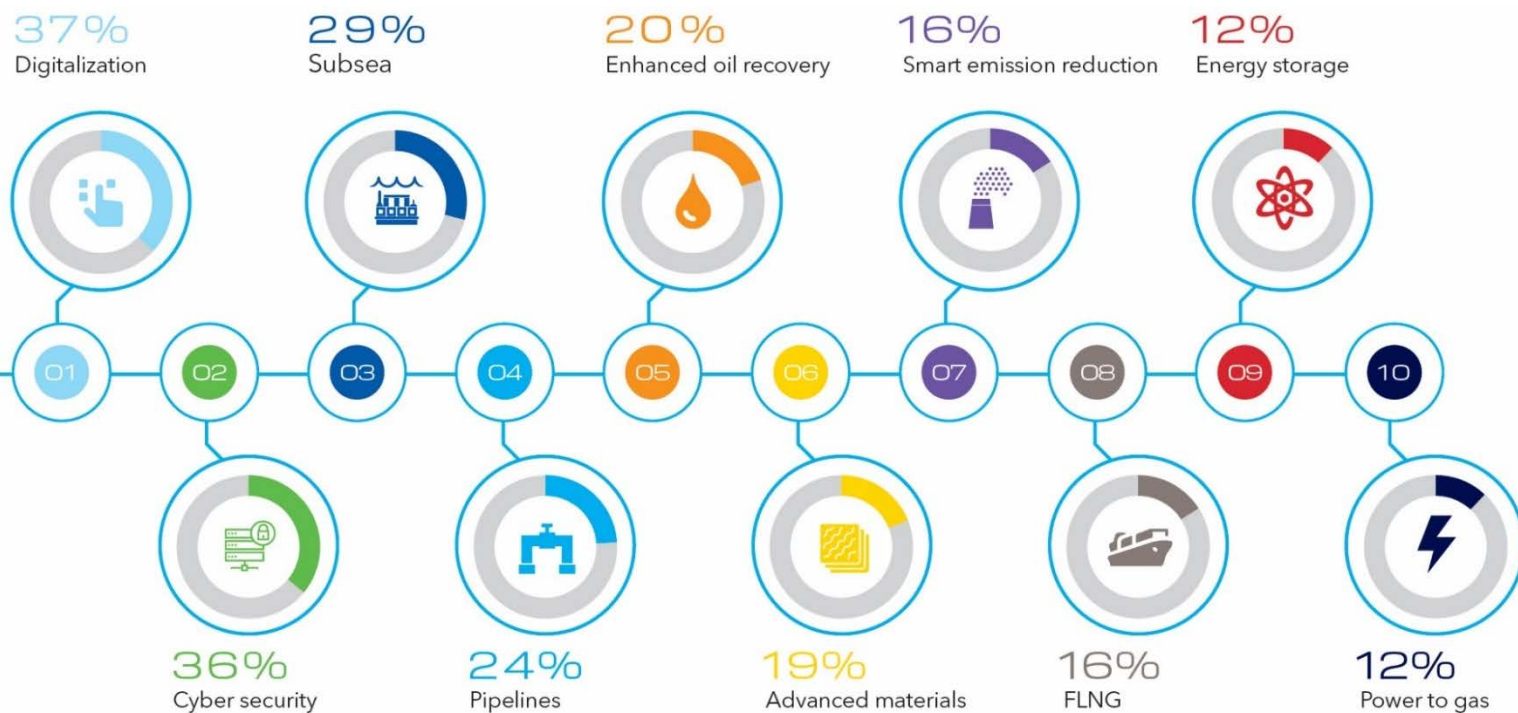 37%
Digitalization
29%
Subsea
20%
Enhanced oil recovery
16%
Smart emission reduction
12%
Energy storage
01
02
03
04
05
06
07
08
09
10
36%
Cyber security
24%
Pipelines
19%
Advanced materials
16%
FLNG
12%
Power to gas